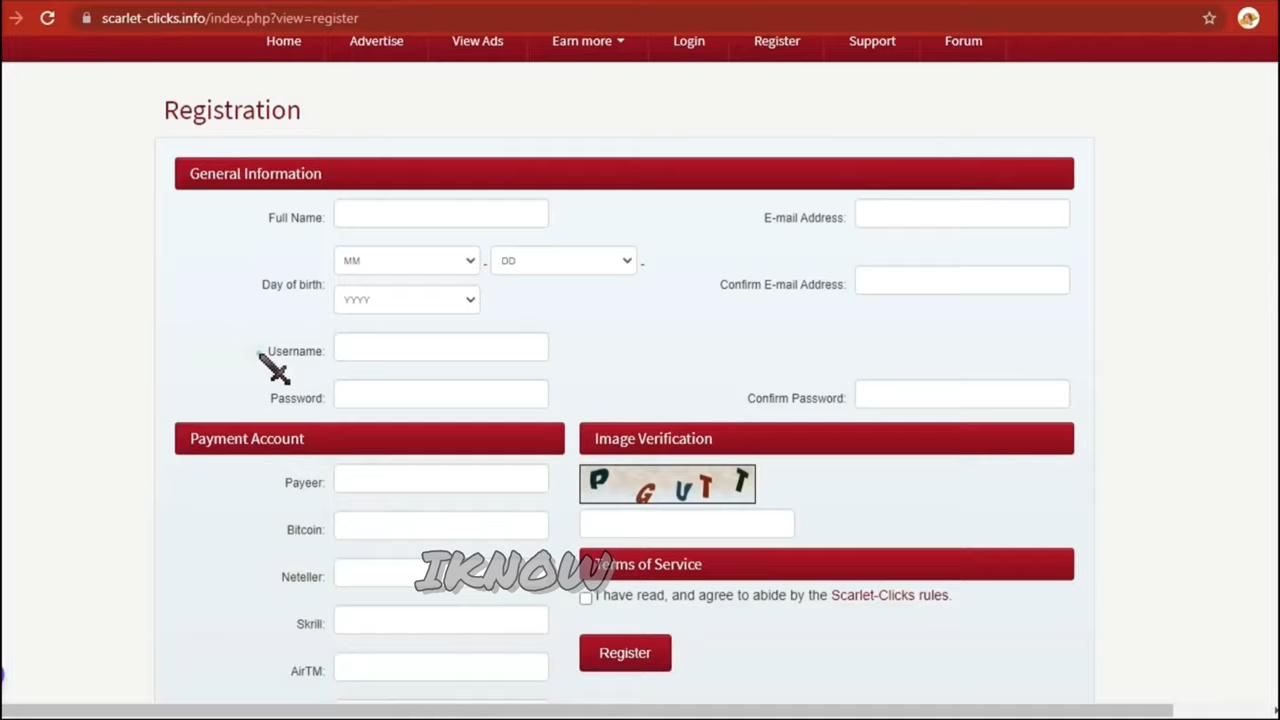 scarlet-clicks.info/index.php?view=register
Home Advertise View Ads Earn more Login Register Support Forum
Registration
General Information
Full Name:
E-mail Address:
MM - DD -
Day of birth:
YYYY
Confirm E-mail Address:
Username:
Password:
Confirm Password:
Payment Account
Image Verification
Payeer:
P G U T T
Bitcoin:
IKNOW
Neteller:
Terms of Service
I have read, and agree to abide by the Scarlet-Clicks rules.
Skrill:
Register
AirTM: